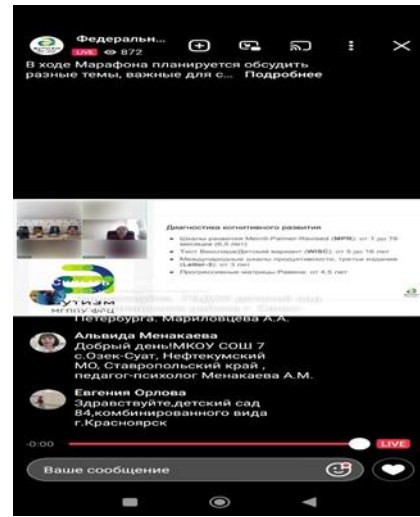 Федеральн...
LIVE 872
В ходе Марафона планируется обсудить
разные темы, важные для с... Подробнее
Диагностика когнитивного развития
Шкалы развития Merrill-Palmer-Revised (MPR): от 1 до 78
месяцев (6,5 лет)
Тест Векслера(Детский вариант (WISC): от 5 до 16 лет
Международные шкалы продуктивности, третье издание
(Leiter-3): от 3 лет
Прогрессивные матрицы Равена: от 4,5 лет
АУТИЗМ
МГППУ ФРЦ
Петербурга, Мариловцева А.А.
Альвида Менакаева
Добрый день!МКОУ СОШ 7
с.Озек-Суат, Нефтекумский
МО, Ставропольский край ,
педагог-психолог Менакаева А.М.
Евгения Орлова
Здравствуйте,детский сад
84,комбинированного вида
г.Красноярск
-0:00 LIVE
Ваше сообщение